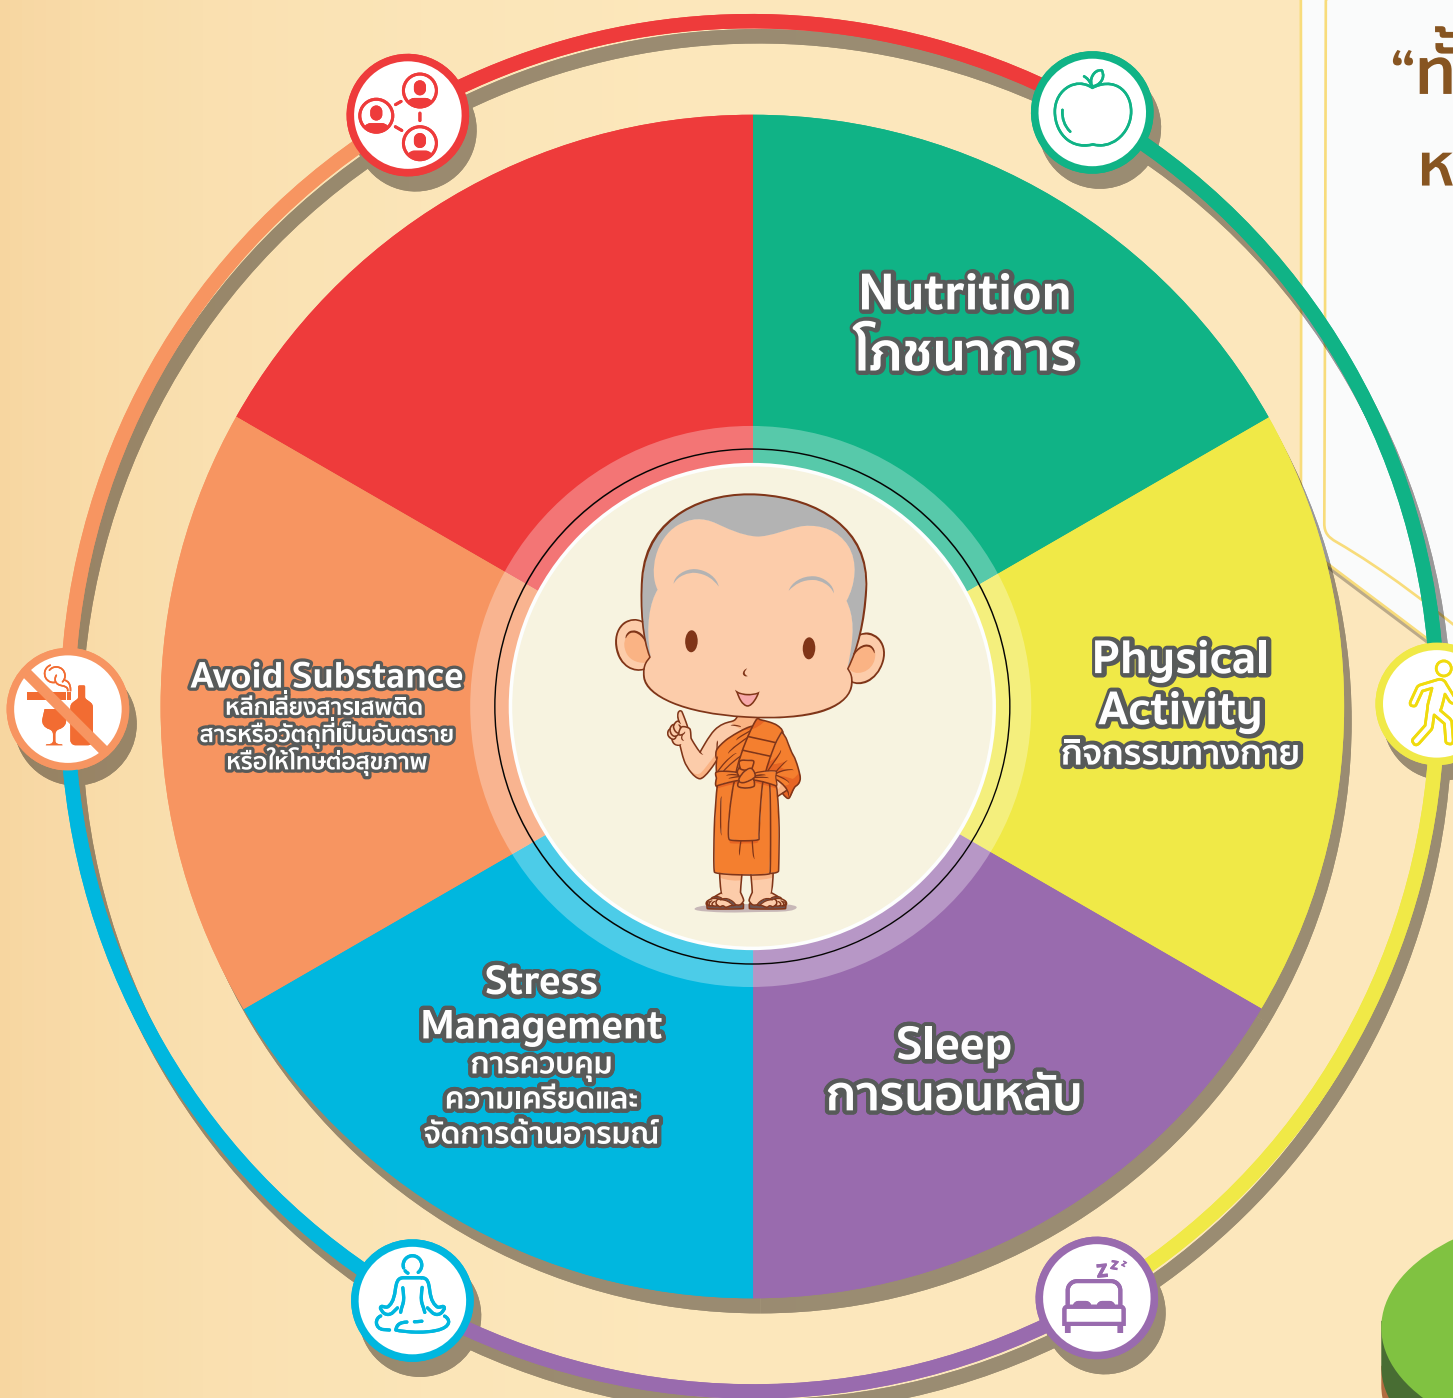 Nutrition
โภชนาการ
Physical
Activity
กิจกรรมทางกาย
Sleep
การนอนหลับ
zzz
Stress
Management
การควบคุม
ความเครียดและ
จัดการด้านอารมณ์
Avoid Substance
หลีกเลี่ยงสารเสพติด
สารหรือวัตถุที่เป็นอันตราย
หรือให้โทษต่อสุขภาพ